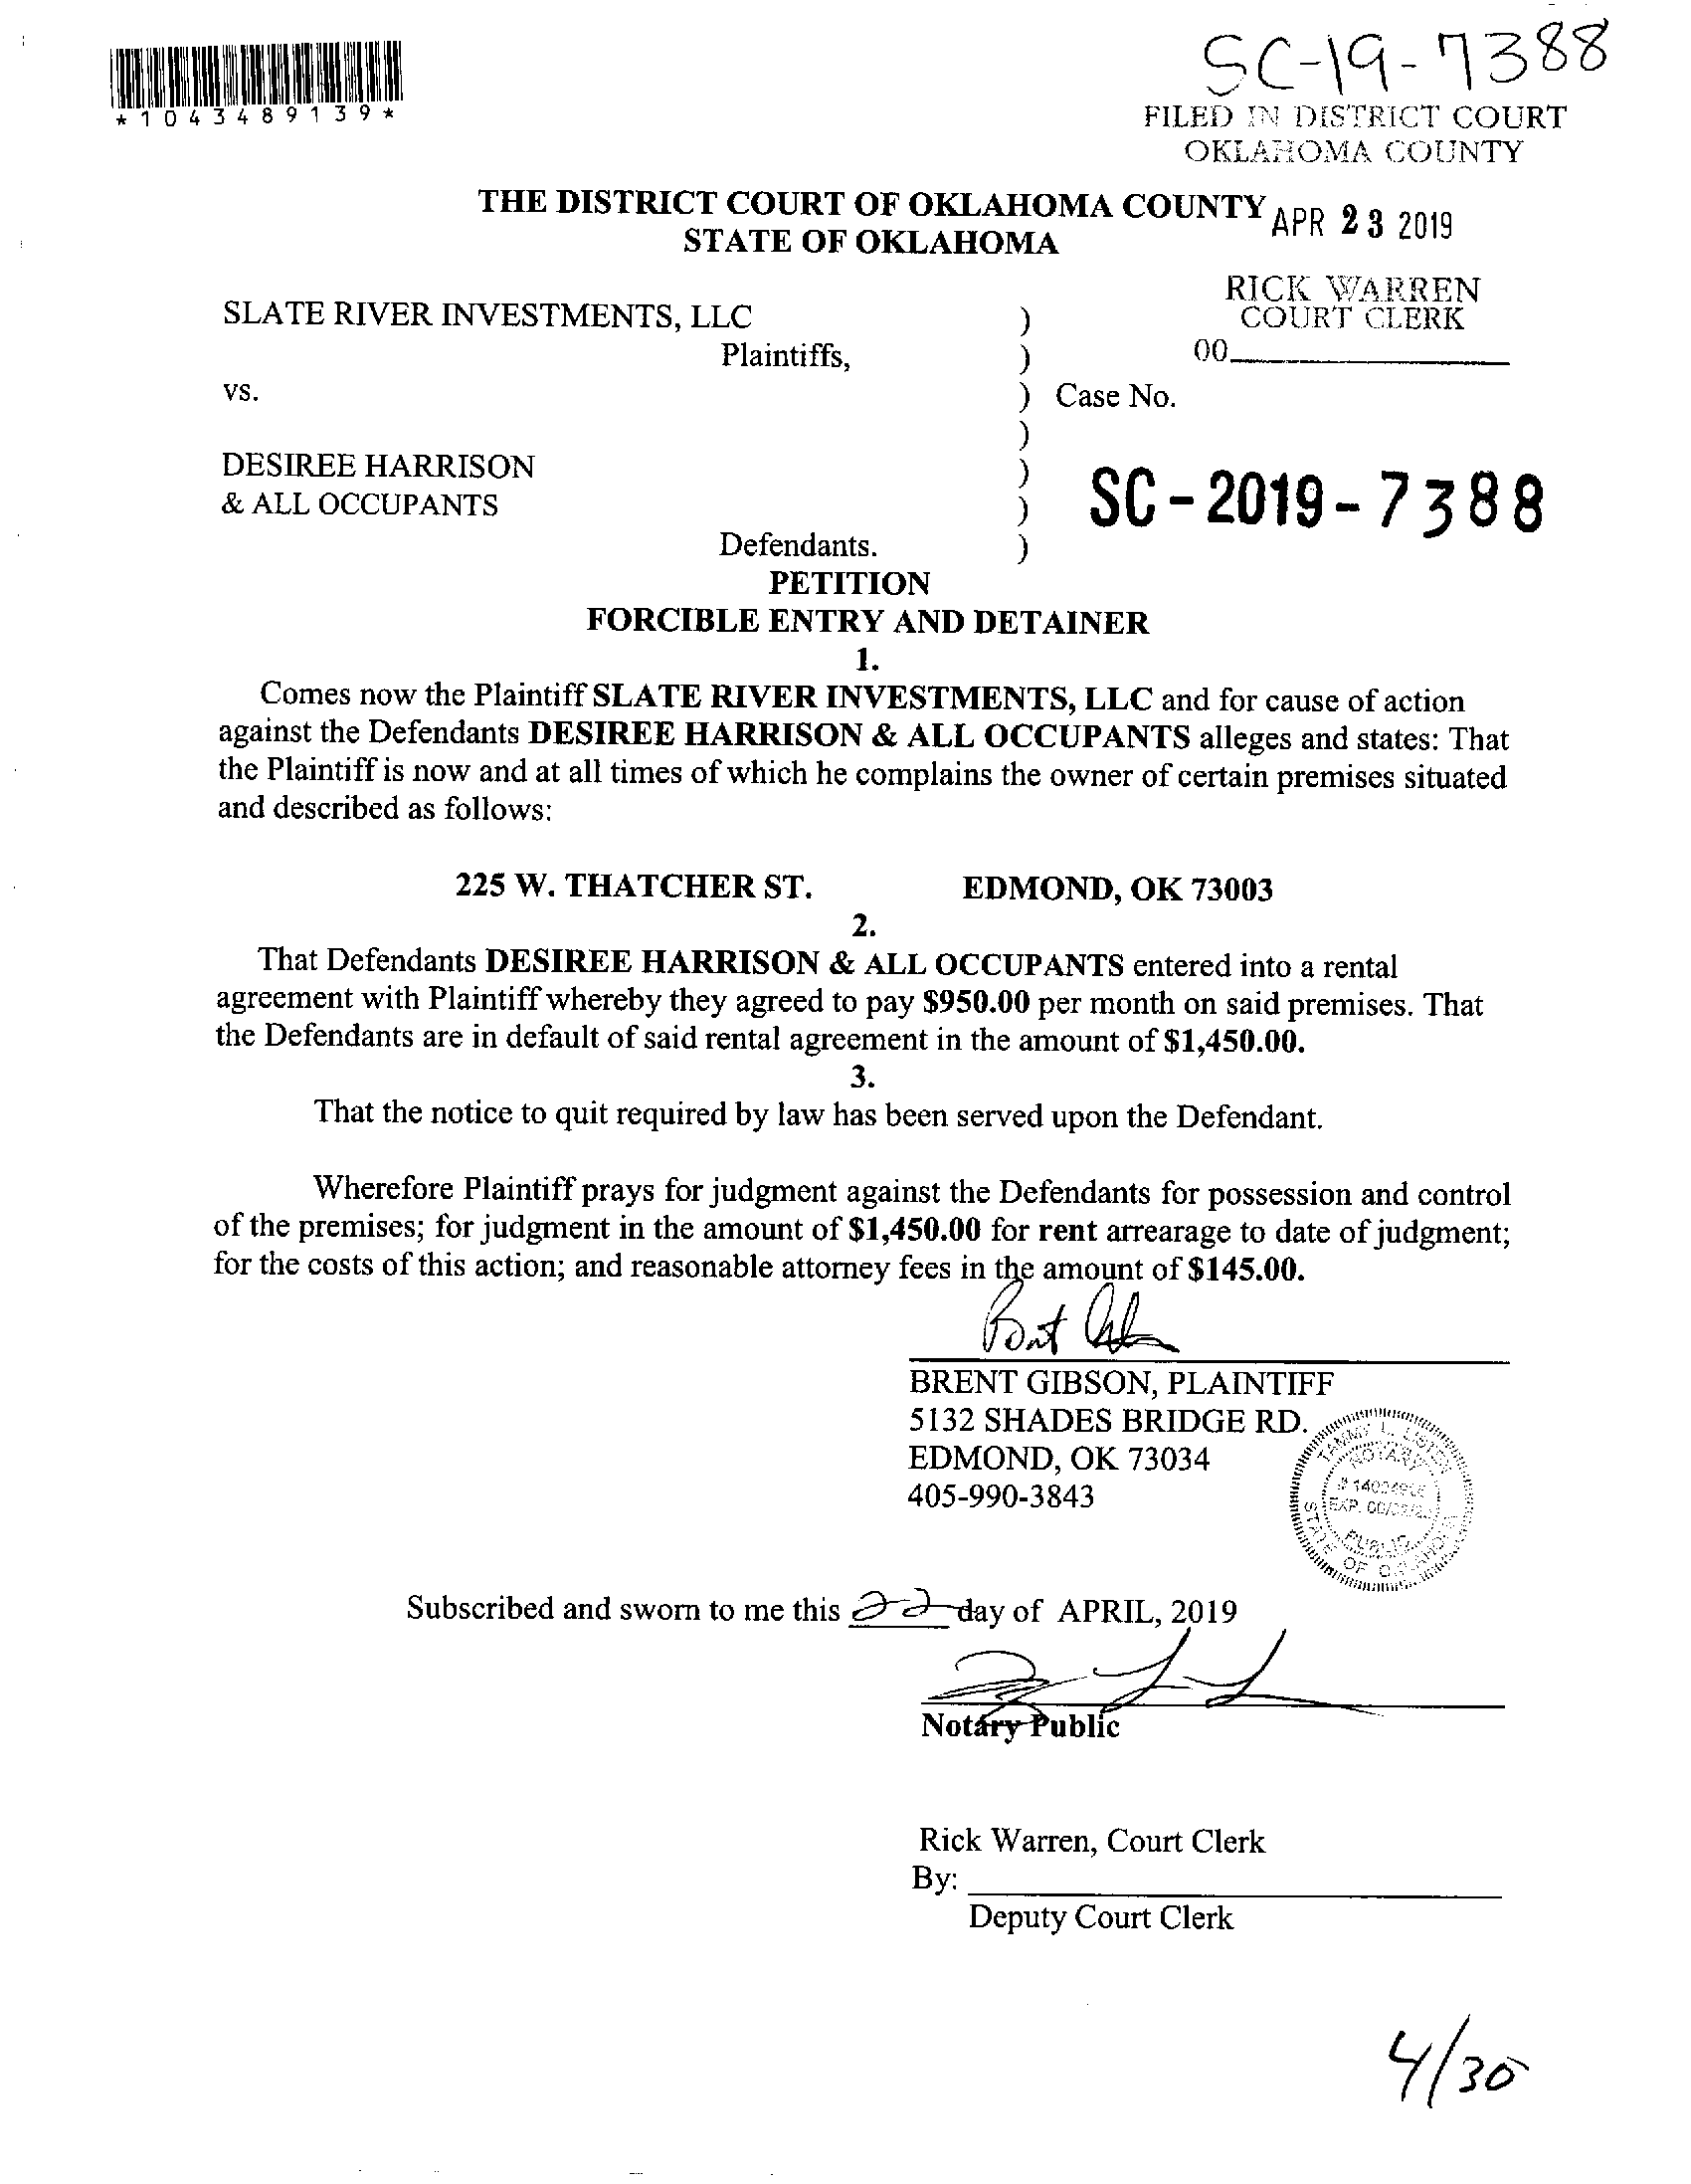 SC-19-7388
*1043489139*
FILED IN DISTRICT COURT
OKLAHOMA COUNTY
THE DISTRICT COURT OF OKLAHOMA COUNTY
STATE OF OKLAHOMA
APR 23 2019
RICK WARREN
COURT CLERK
00
SLATE RIVER INVESTMENTS, LLC )
Plaintiffs, )
vs. ) Case No.
)
DESIREE HARRISON )
& ALL OCCUPANTS )
SC-2019-7388
Defendants. )
PETITION
FORCIBLE ENTRY AND DETAINER
1.
Comes now the Plaintiff SLATE RIVER INVESTMENTS, LLC and for cause of action
against the Defendants DESIREE HARRISON & ALL OCCUPANTS alleges and states: That
the Plaintiff is now and at all times of which he complains the owner of certain premises situated
and described as follows:
225 W. THATCHER ST. EDMOND, OK 73003
2.
That Defendants DESIREE HARRISON & ALL OCCUPANTS entered into a rental
agreement with Plaintiff whereby they agreed to pay $950.00 per month on said premises. That
the Defendants are in default of said rental agreement in the amount of $1,450.00.
3.
That the notice to quit required by law has been served upon the Defendant.
Wherefore Plaintiff prays for judgment against the Defendants for possession and control
of the premises; for judgment in the amount of $1,450.00 for rent arrearage to date of judgment;
for the costs of this action; and reasonable attorney fees in the amount of $145.00.
BRENT GIBSON, PLAINTIFF
5132 SHADES BRIDGE RD.
EDMOND, OK 73034
405-990-3843
TAMMY L.
NOTARY
EXP.
PUBLIC
STATE OF OKLAHOMA
Subscribed and sworn to me this 22 day of APRIL, 2019
Notary Public
Rick Warren, Court Clerk
By:
Deputy Court Clerk
4/30